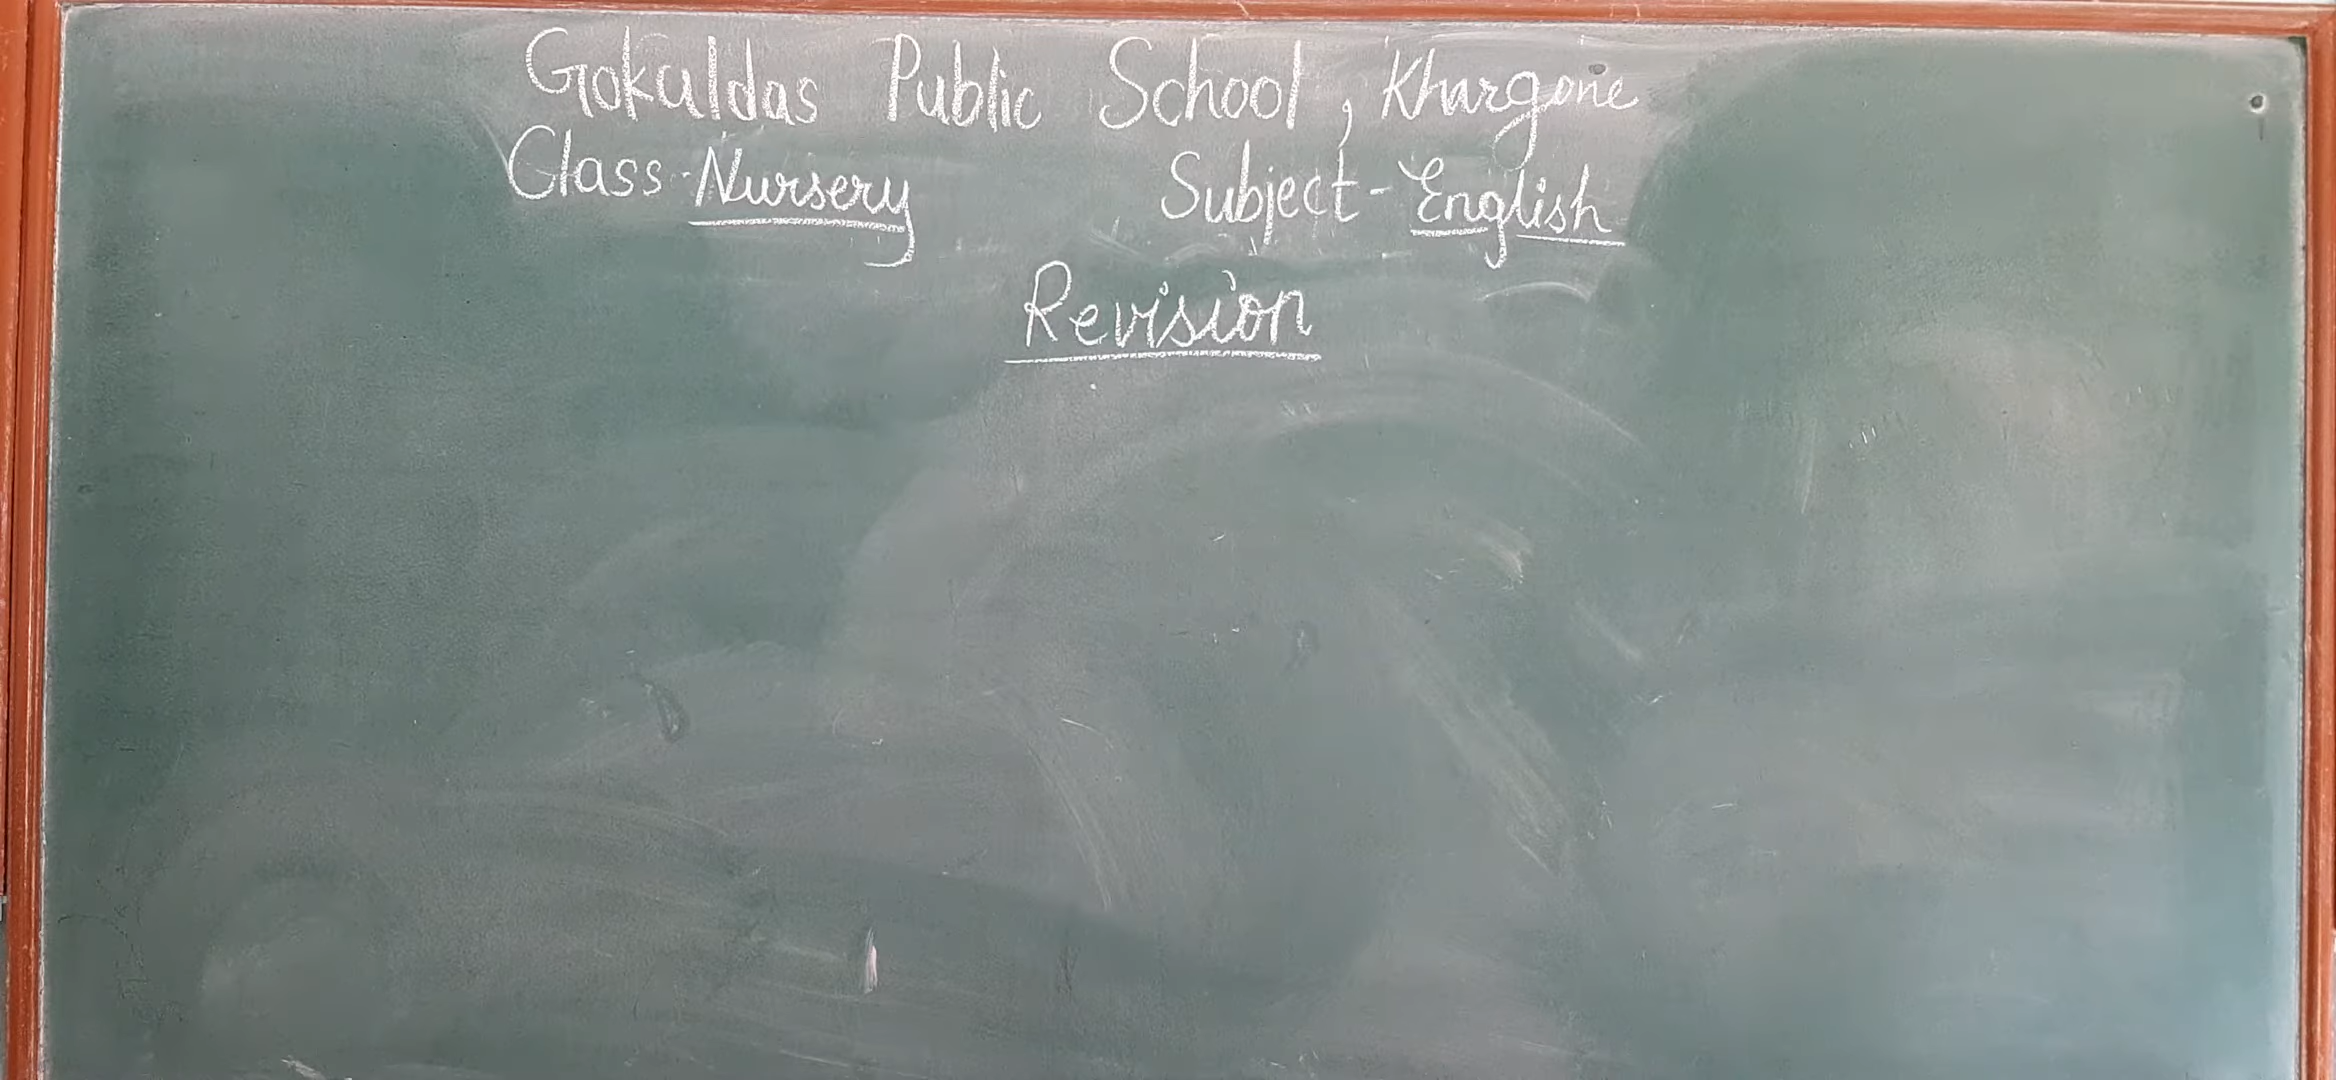 Gokuldas Public School, Khargone
Class-Nursery Subject-English
Revision